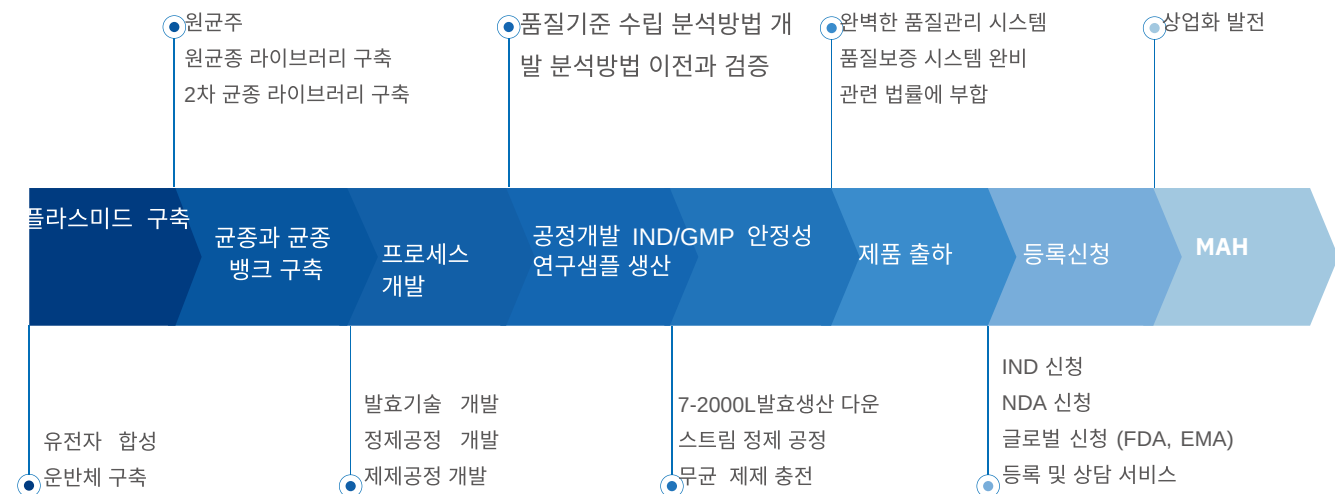 원균주
원균종 라이브러리 구축
2차 균종 라이브러리 구축
품질기준 수립 분석방법 개
발 분석방법 이전과 검증
완벽한 품질관리 시스템
품질보증 시스템 완비
관련 법률에 부합
상업화 발전
플라스미드 구축
균종과 균종
뱅크 구축
프로세스
개발
공정개발 IND/GMP 안정성
연구샘플 생산
제품 출하
등록신청
MAH
유전자 합성
운반체 구축
발효기술 개발
정제공정 개발
제제공정 개발
7-2000L발효생산 다운
스트림 정제 공정
무균 제제 충전
IND 신청
NDA 신청
글로벌 신청 (FDA, EMA)
등록 및 상담 서비스